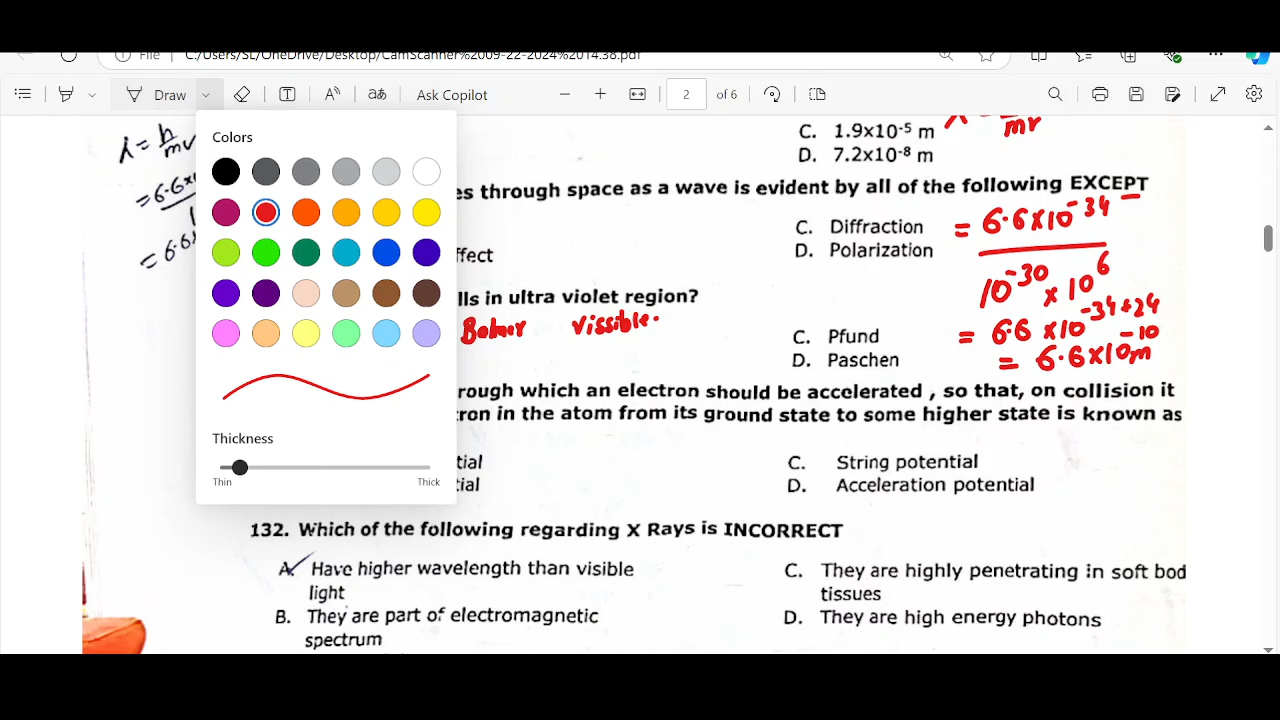 File C:/Users/SL/OneDrive/Desktop/CamScanner%2009-22-2024%2014.38.pdf
Draw
Ask Copilot
2 of 6
Colors
Thickness
Thin
Thick
λ = h
mv
= 6.6x
= 6.6x
C. 1.9x10-5 m
D. 7.2x10-8 m
mv
es through space as a wave is evident by all of the following EXCEPT
C. Diffraction
ffect
D. Polarization
= 6.6x10-34
10-30 x 10 6
= 6.6 x10 -34+24
= 6.6x10 -10 m
lls in ultra violet region?
Balmer vissible.
C. Pfund
D. Paschen
rough which an electron should be accelerated , so that, on collision it
tron in the atom from its ground state to some higher state is known as
tial
C. String potential
tial
D. Acceleration potential
132. Which of the following regarding X Rays is INCORRECT
A. Have higher wavelength than visible
light
B. They are part of electromagnetic
spectrum
C. They are highly penetrating in soft bod
tissues
D. They are high energy photons